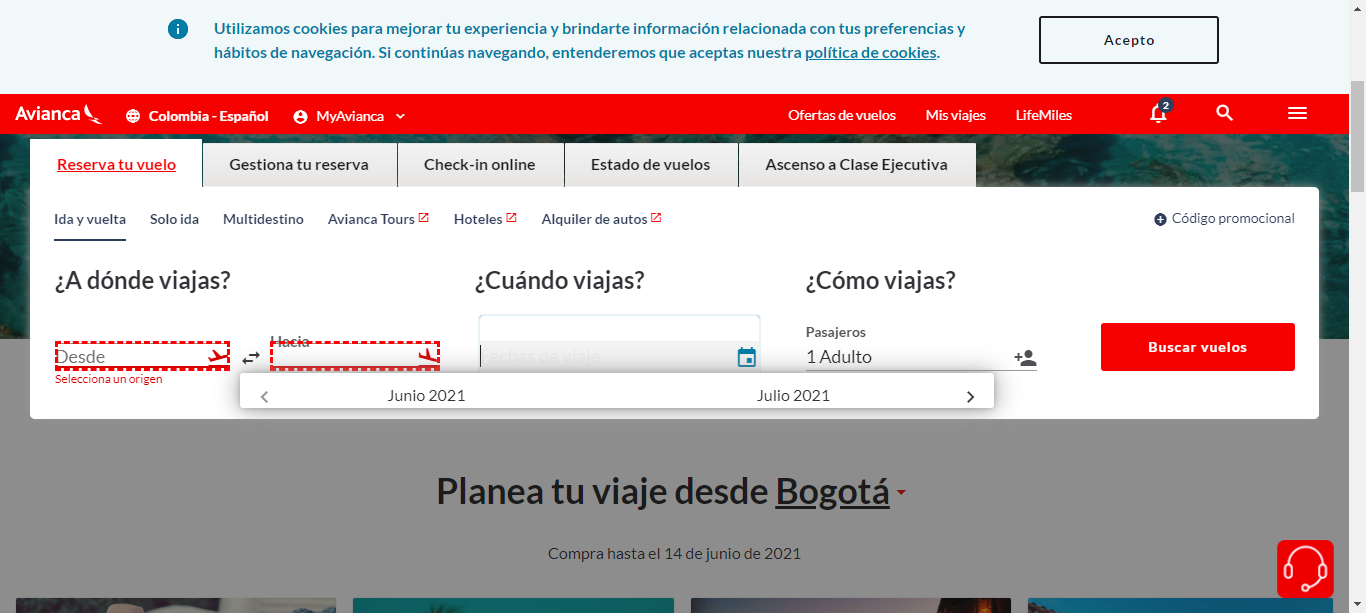 Utilizamos cookies para mejorar tu experiencia y brindarte información relacionada con tus preferencias y
hábitos de navegación. Si continúas navegando, entenderemos que aceptas nuestra política de cookies.
Acepto
Avianca
Colombia - Español
MyAvianca
Ofertas de vuelos
Mis viajes
LifeMiles
2
Reserva tu vuelo
Gestiona tu reserva
Check-in online
Estado de vuelos
Ascenso a Clase Ejecutiva
Ida y vuelta
Solo ida
Multidestino
Avianca Tours
Hoteles
Alquiler de autos
Código promocional
¿A dónde viajas?
¿Cuándo viajas?
¿Cómo viajas?
Desde
Hacia
Fechas de viaje
Pasajeros
1 Adulto
Buscar vuelos
Selecciona un origen
Junio 2021
Julio 2021
Planea tu viaje desde Bogotá
Compra hasta el 14 de junio de 2021